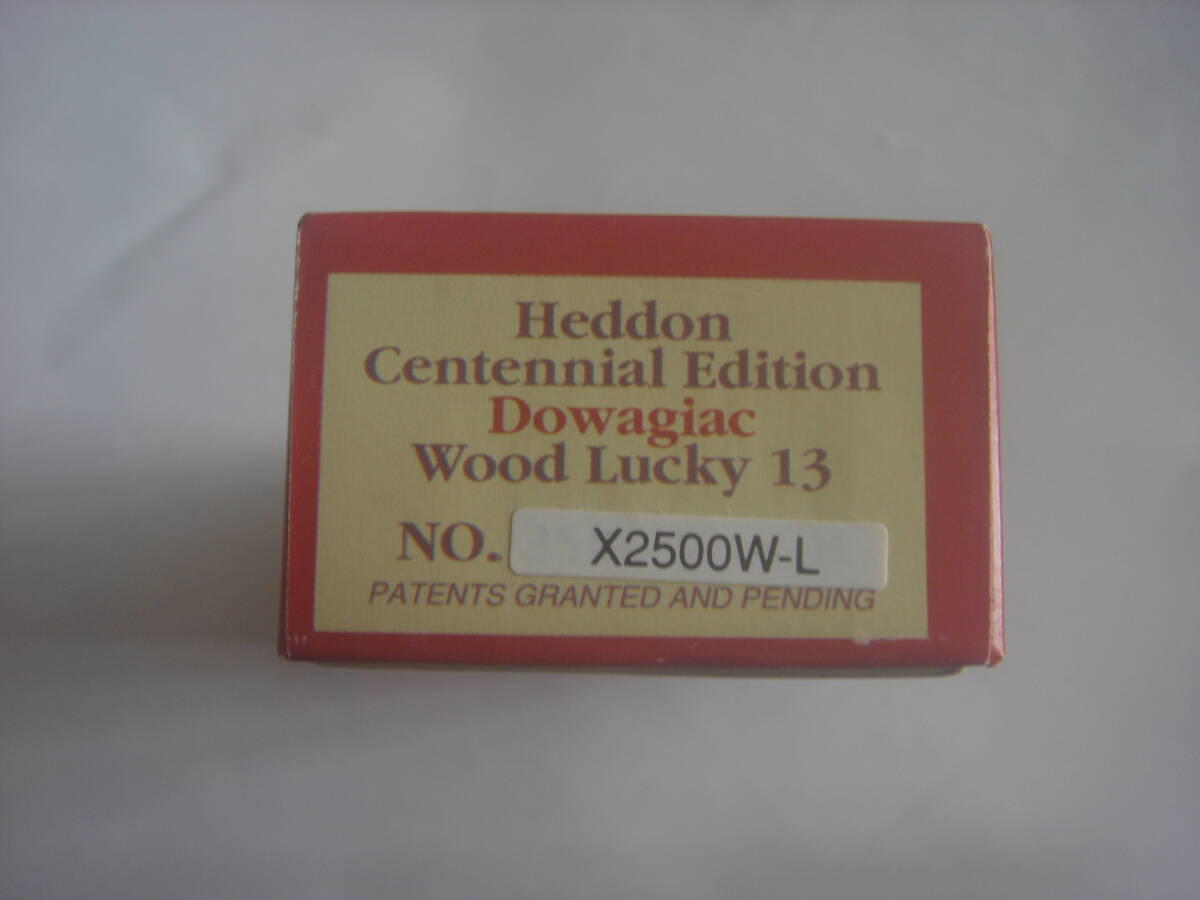 Heddon
Centennial Edition
Dowagiac
Wood Lucky 13
NO. X2500W-L
PATENTS GRANTED AND PENDING